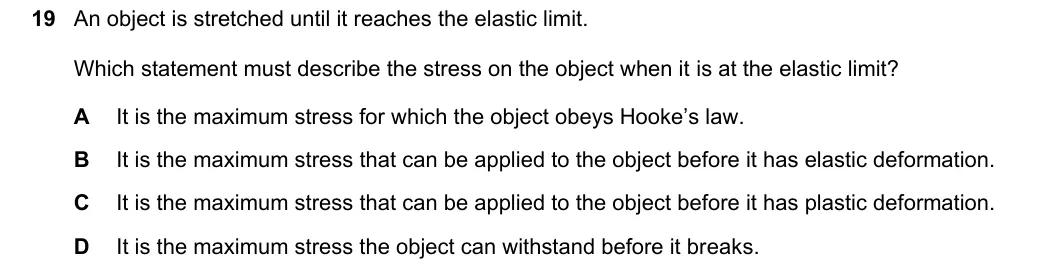 19 An object is stretched until it reaches the elastic limit.
Which statement must describe the stress on the object when it is at the elastic limit?
A It is the maximum stress for which the object obeys Hooke's law.
B It is the maximum stress that can be applied to the object before it has elastic deformation.
C It is the maximum stress that can be applied to the object before it has plastic deformation.
D It is the maximum stress the object can withstand before it breaks.